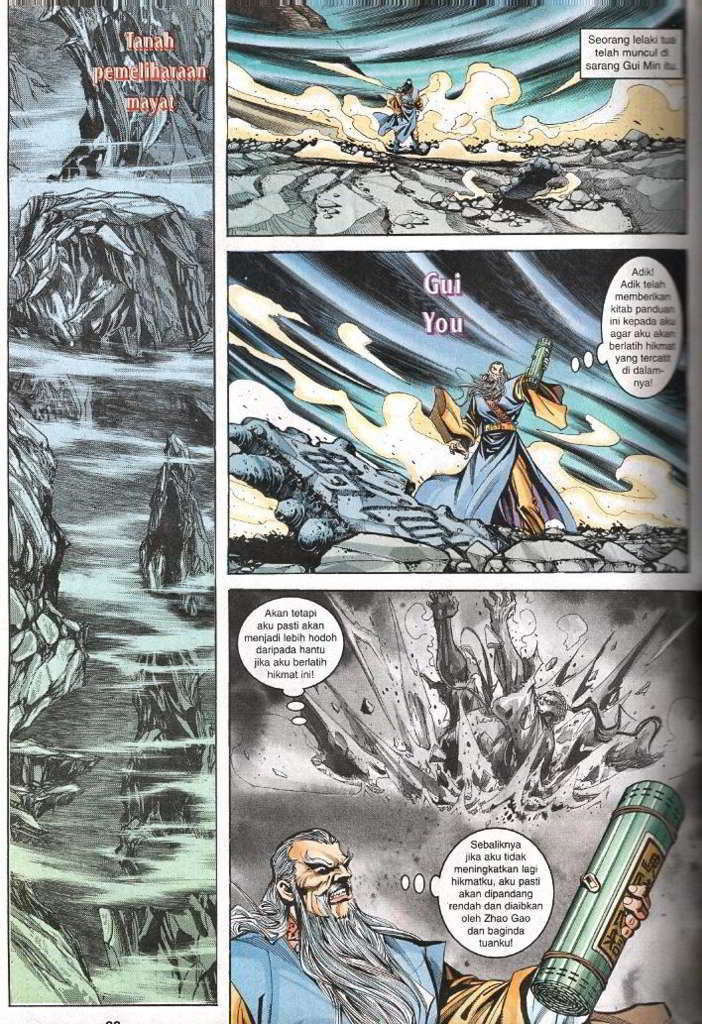 Tanah
pemeliharaan
mayat
Seorang lelaki tua
telah muncul di
sarang Gui Min itu.
Gui
You
Adik!
Adik telah
memberikan
kitab panduan
ini kepada aku
agar aku akan
berlatih hikmat
yang tercatit
di dalam-
nya!
Akan tetapi
aku pasti akan
menjadi lebih hodoh
daripada hantu
jika aku berlatih
hikmat ini!
Sebaliknya
jika aku tidak
meningkatkan lagi
hikmatku, aku pasti
akan dipandang
rendah dan diaibkan
oleh Zhao Gao
dan baginda
tuanku!